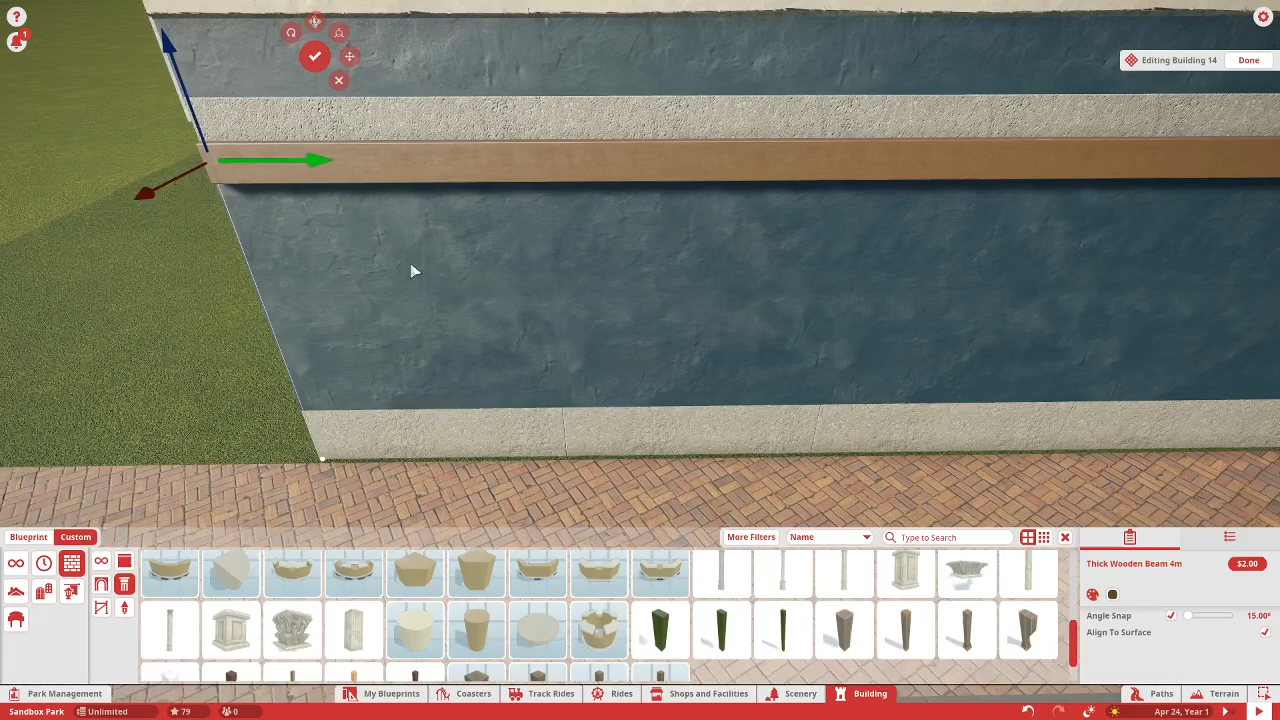 ?
1
Editing Building 14
Done
Blueprint
Custom
More Filters
Name
Type to Search
Thick Wooden Beam 4m
$2.00
Angle Snap
15.00°
Align To Surface
Park Management
My Blueprints
Coasters
Track Rides
Rides
Shops and Facilities
Scenery
Building
Paths
Terrain
Sandbox Park
Unlimited
79
0
Apr 24, Year 1